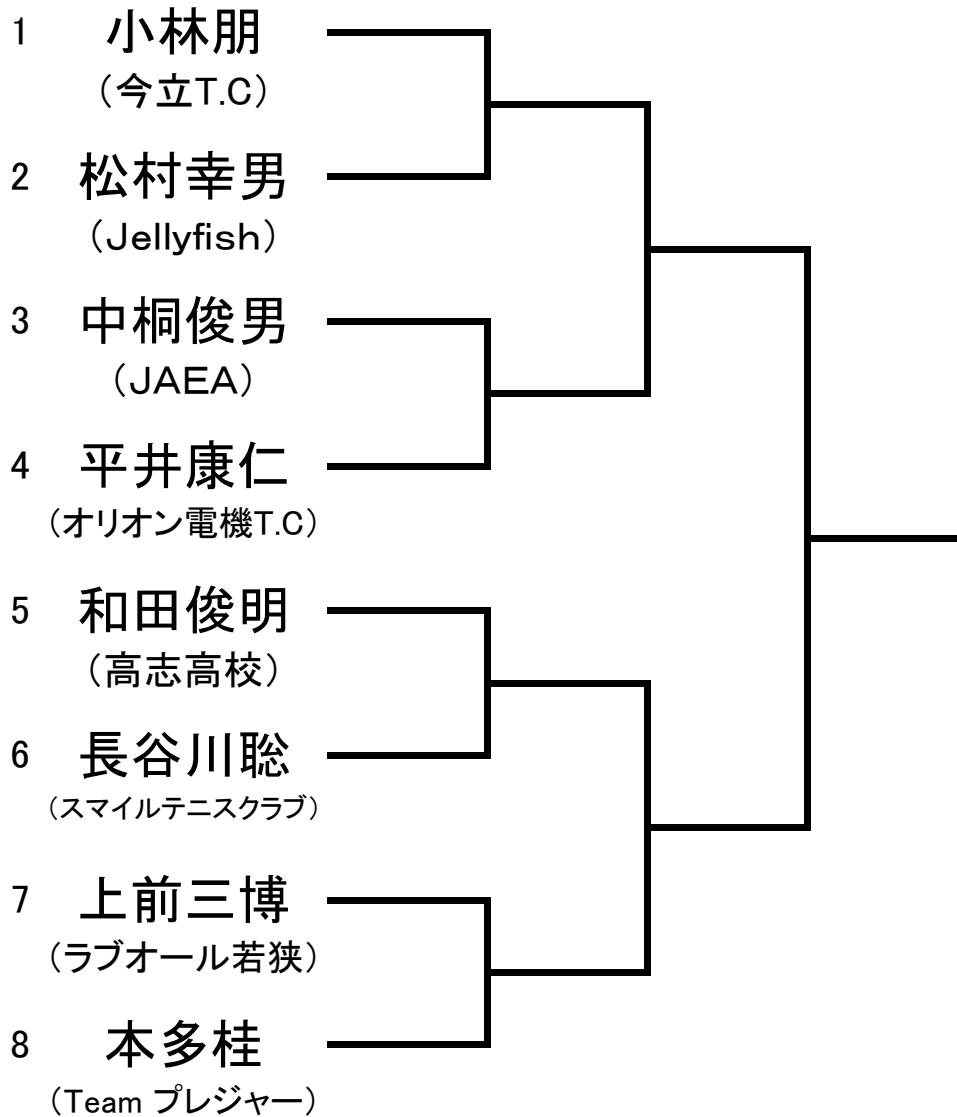 1 小林朋
（今立T.C）
2 松村幸男
（Jellyfish）
3 中桐俊男
（JAEA）
4 平井康仁
（オリオン電機T.C）
5 和田俊明
（高志高校）
6 長谷川聡
（スマイルテニスクラブ）
7 上前三博
（ラブオール若狭）
8 本多桂
（Team プレジャー）